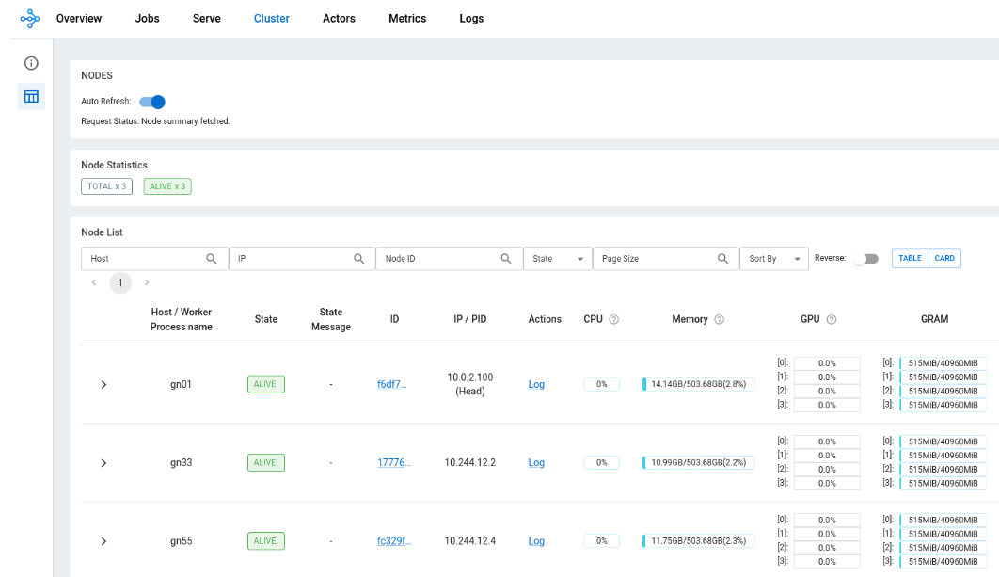 Overview Jobs Serve Cluster Actors Metrics Logs
NODES
Auto Refresh:
Request Status: Node summary fetched.
Node Statistics
TOTAL x 3 ALIVE x 3
Node List
Host IP Node ID State Page Size Sort By Reverse: TABLE CARD
1
Host / Worker Process name State State Message ID IP / PID Actions CPU Memory GPU GRAM
gn01 ALIVE - f6df7... 10.0.2.100 (Head) Log 0% 14.14GB/503.68GB(2.8%)
[0]: 0.0% [0]: 515MiB/40960MiB
[1]: 0.0% [1]: 515MiB/40960MiB
[2]: 0.0% [2]: 515MiB/40960MiB
[3]: 0.0% [3]: 515MiB/40960MiB
gn33 ALIVE - 17776... 10.244.12.2 Log 0% 10.99GB/503.68GB(2.2%)
[0]: 0.0% [0]: 515MiB/40960MiB
[1]: 0.0% [1]: 515MiB/40960MiB
[2]: 0.0% [2]: 515MiB/40960MiB
[3]: 0.0% [3]: 515MiB/40960MiB
gn55 ALIVE - fc329f... 10.244.12.4 Log 0% 11.75GB/503.68GB(2.3%)
[0]: 0.0% [0]: 515MiB/40960MiB
[1]: 0.0% [1]: 515MiB/40960MiB
[2]: 0.0% [2]: 515MiB/40960MiB
[3]: 0.0% [3]: 515MiB/40960MiB